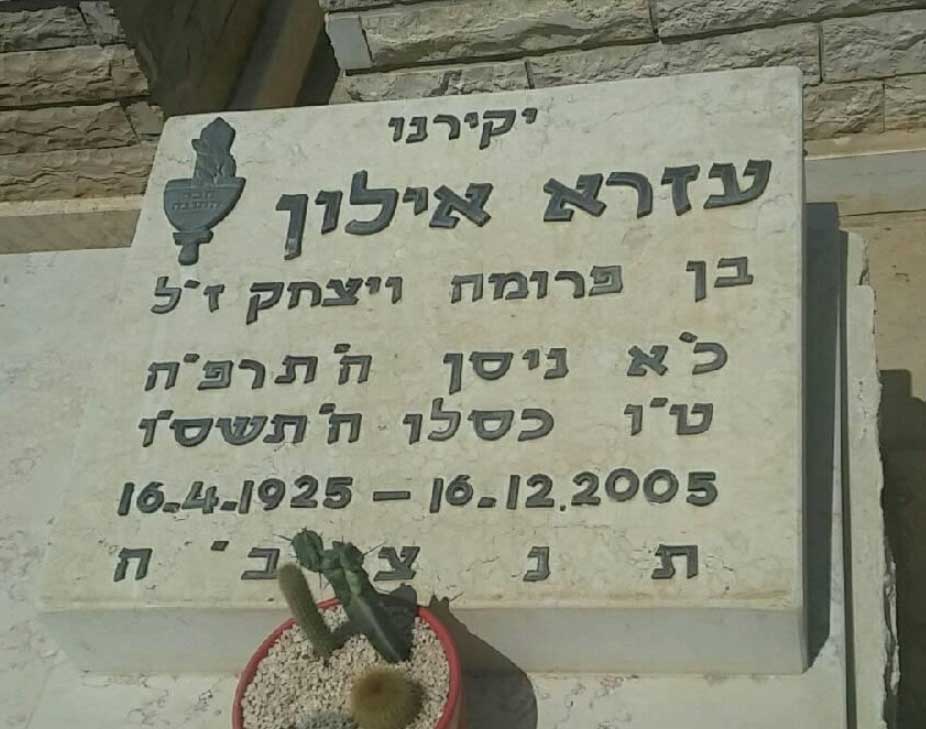 יקירנו
עזרא אילון
בן פרומה ויצחק ז"ל
כ"א ניסן ה'תרפ"ה
ט"ו כסלו ה'תשס"ו
16.4.1925 – 16.12.2005
ת נ צ ב" ה